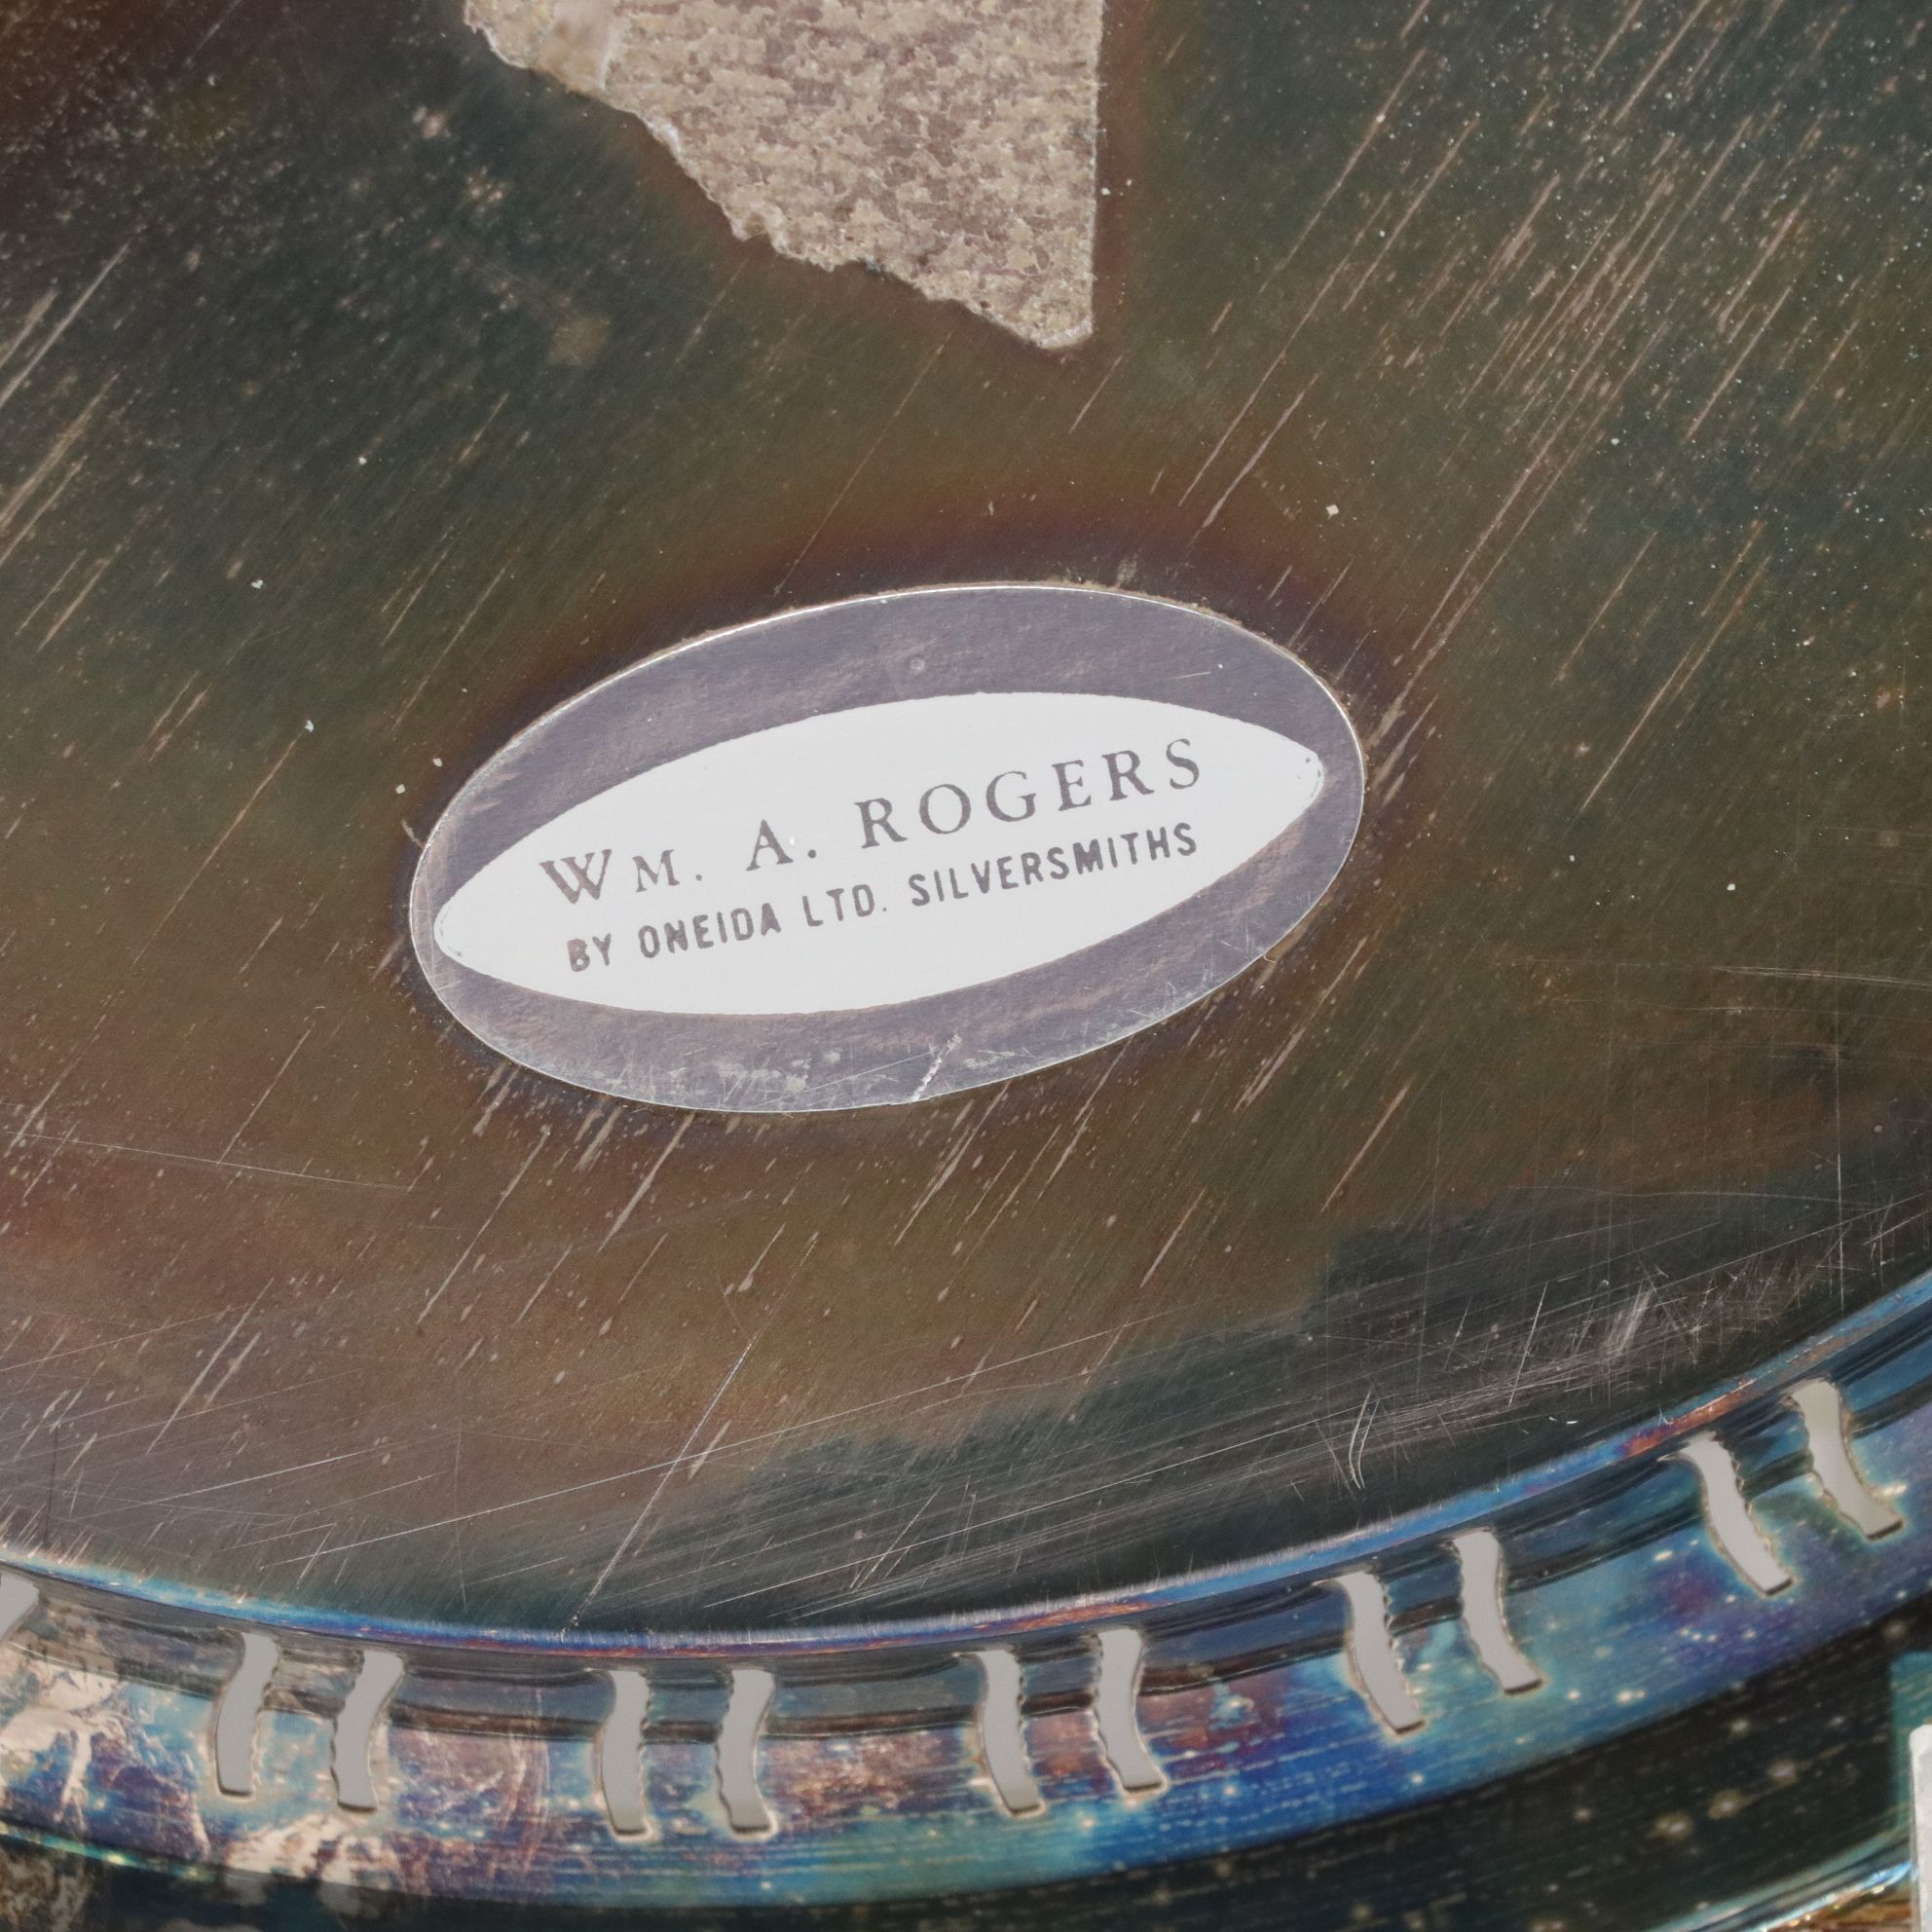 WM. A. ROGERS
BY ONEIDA LTD. SILVERSMITHS